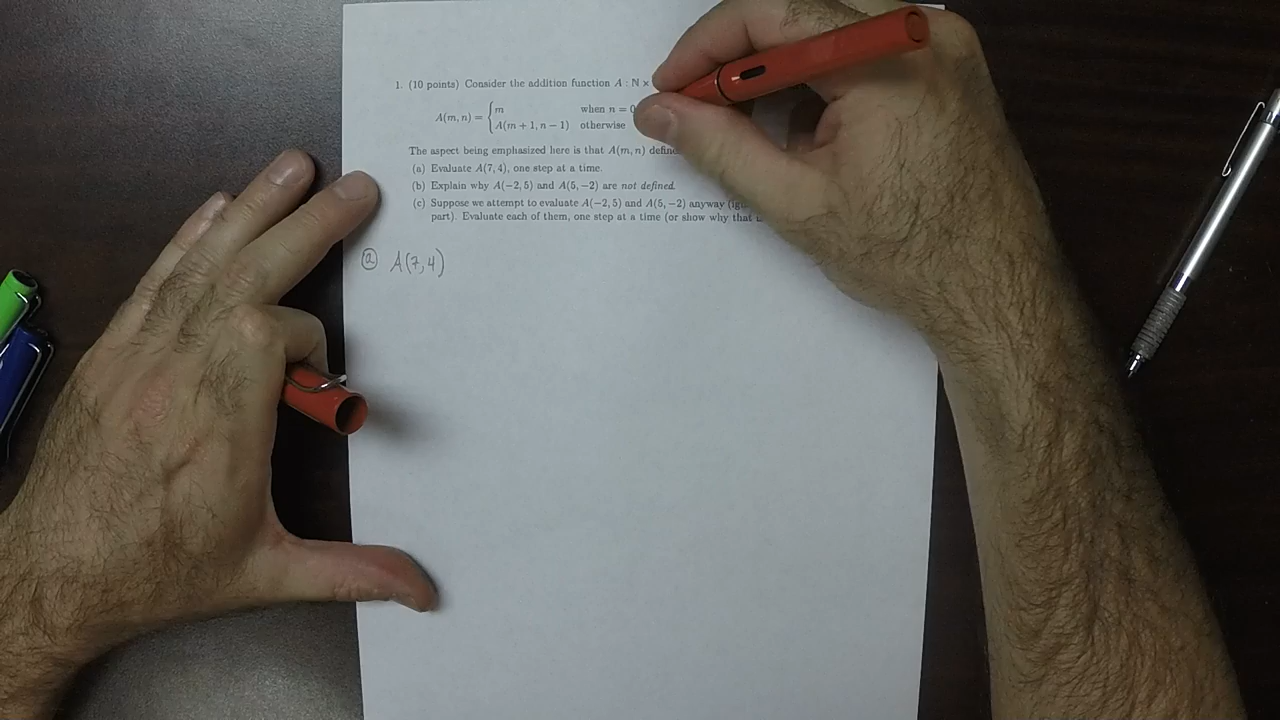 1. (10 points) Consider the addition function A : N ×
A(m, n) = { m when n = 0
A(m + 1, n − 1) otherwise
The aspect being emphasized here is that A(m, n)
(a) Evaluate A(7, 4), one step at a time.
(b) Explain why A(−2, 5) and A(5, −2) are not defined.
(c) Suppose we attempt to evaluate A(−2, 5) and A(5, −2) anyway
part). Evaluate each of them, one step at a time (or show why that
(a) A(7,4)